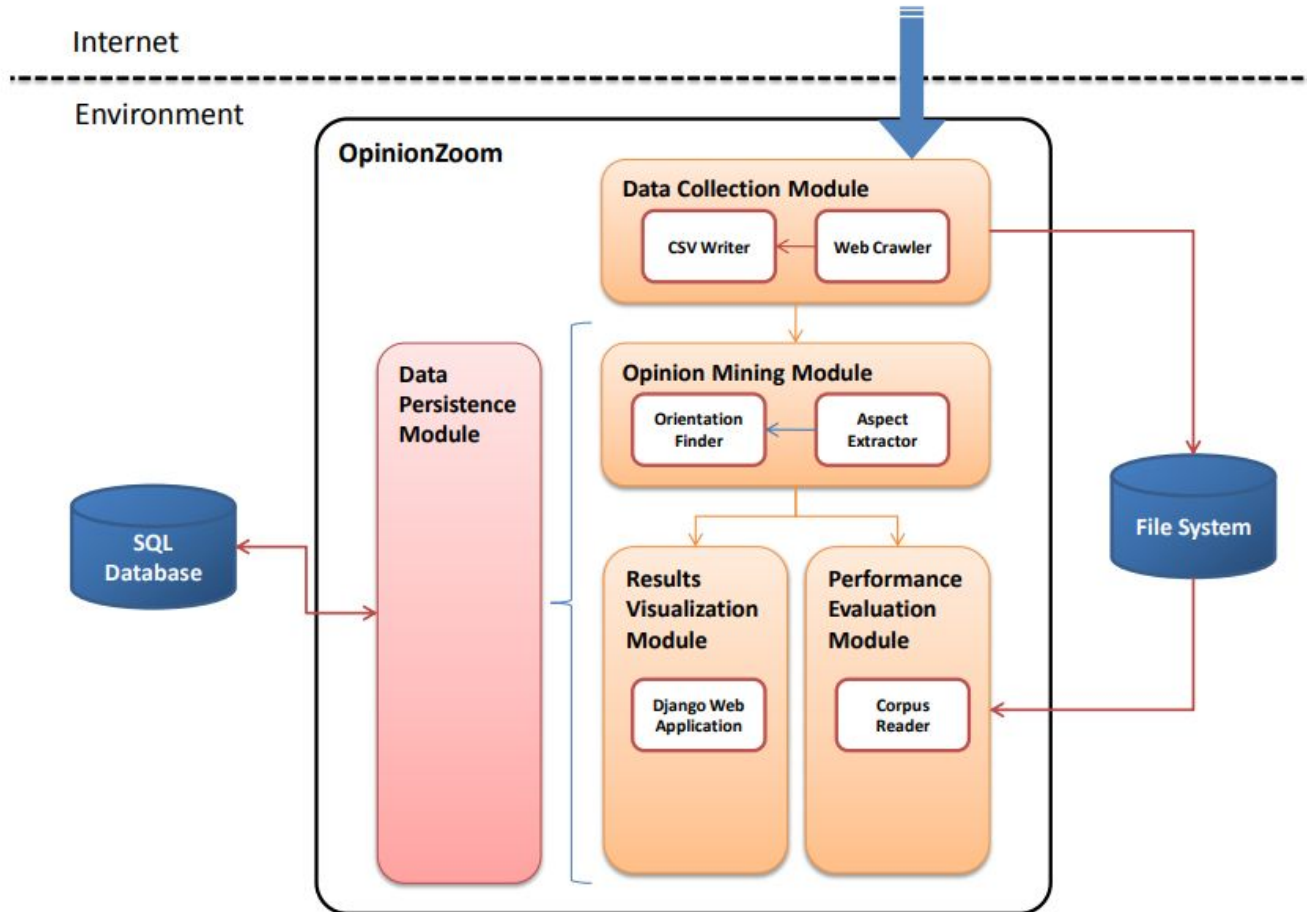 Internet
Environment
OpinionZoom
Data Collection Module
CSV Writer
Web Crawler
Data
Persistence
Module
Opinion Mining Module
Orientation
Finder
Aspect
Extractor
SQL
Database
File System
Results
Visualization
Module
Performance
Evaluation
Module
Django Web
Application
Corpus
Reader